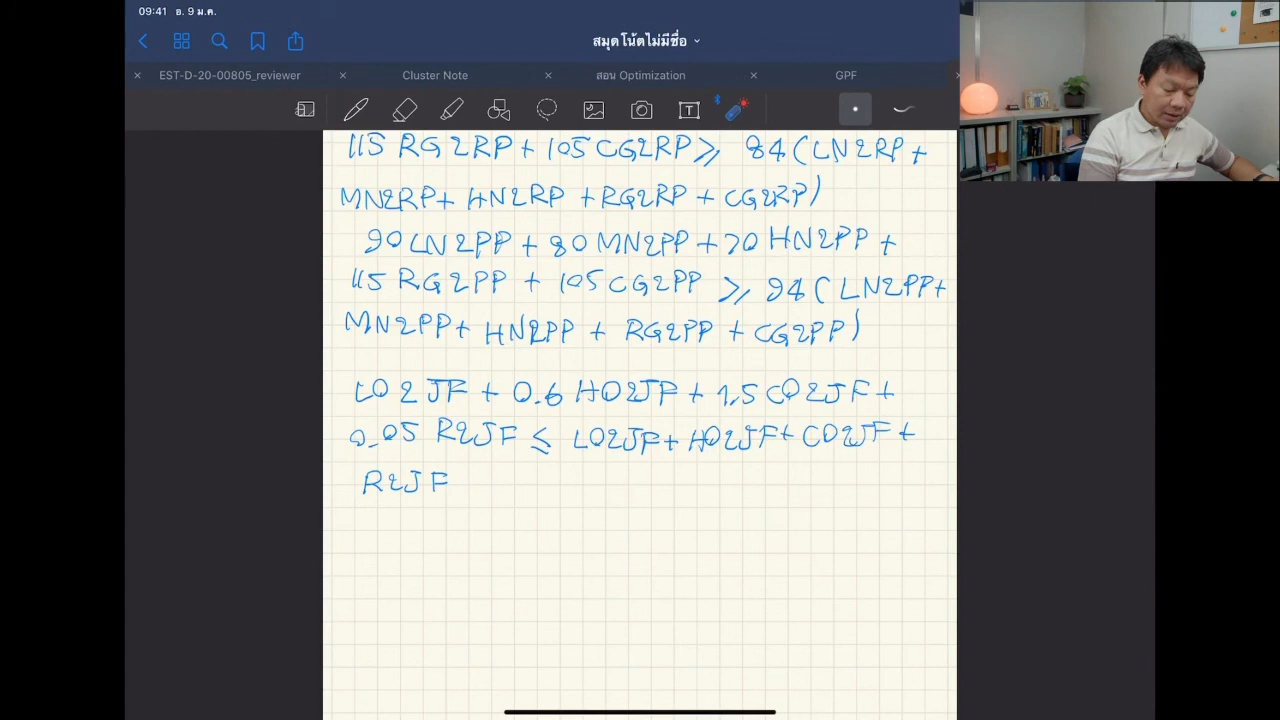 09:41 อ. 9 ม.ค.
สมุดโน้ตไม่มีชื่อ
EST-D-20-00805_reviewer
Cluster Note
สอน Optimization
GPF
115 RG2RP + 105 CG2RP ≥ 84 (LN2RP +
MN2RP + HN2RP + RG2RP + CG2RP)
90 LN2PP + 80 MN2PP + 70 HN2PP +
115 RG2PP + 105 CG2PP ≥ 94 (LN2PP +
MN2PP + HN2PP + RG2PP + CG2PP)
LO2JF + 0.6 HO2JF + 1.5 CO2JF +
0.05 R2JF ≤ LO2JF + HO2JF + CO2JF +
R2JF